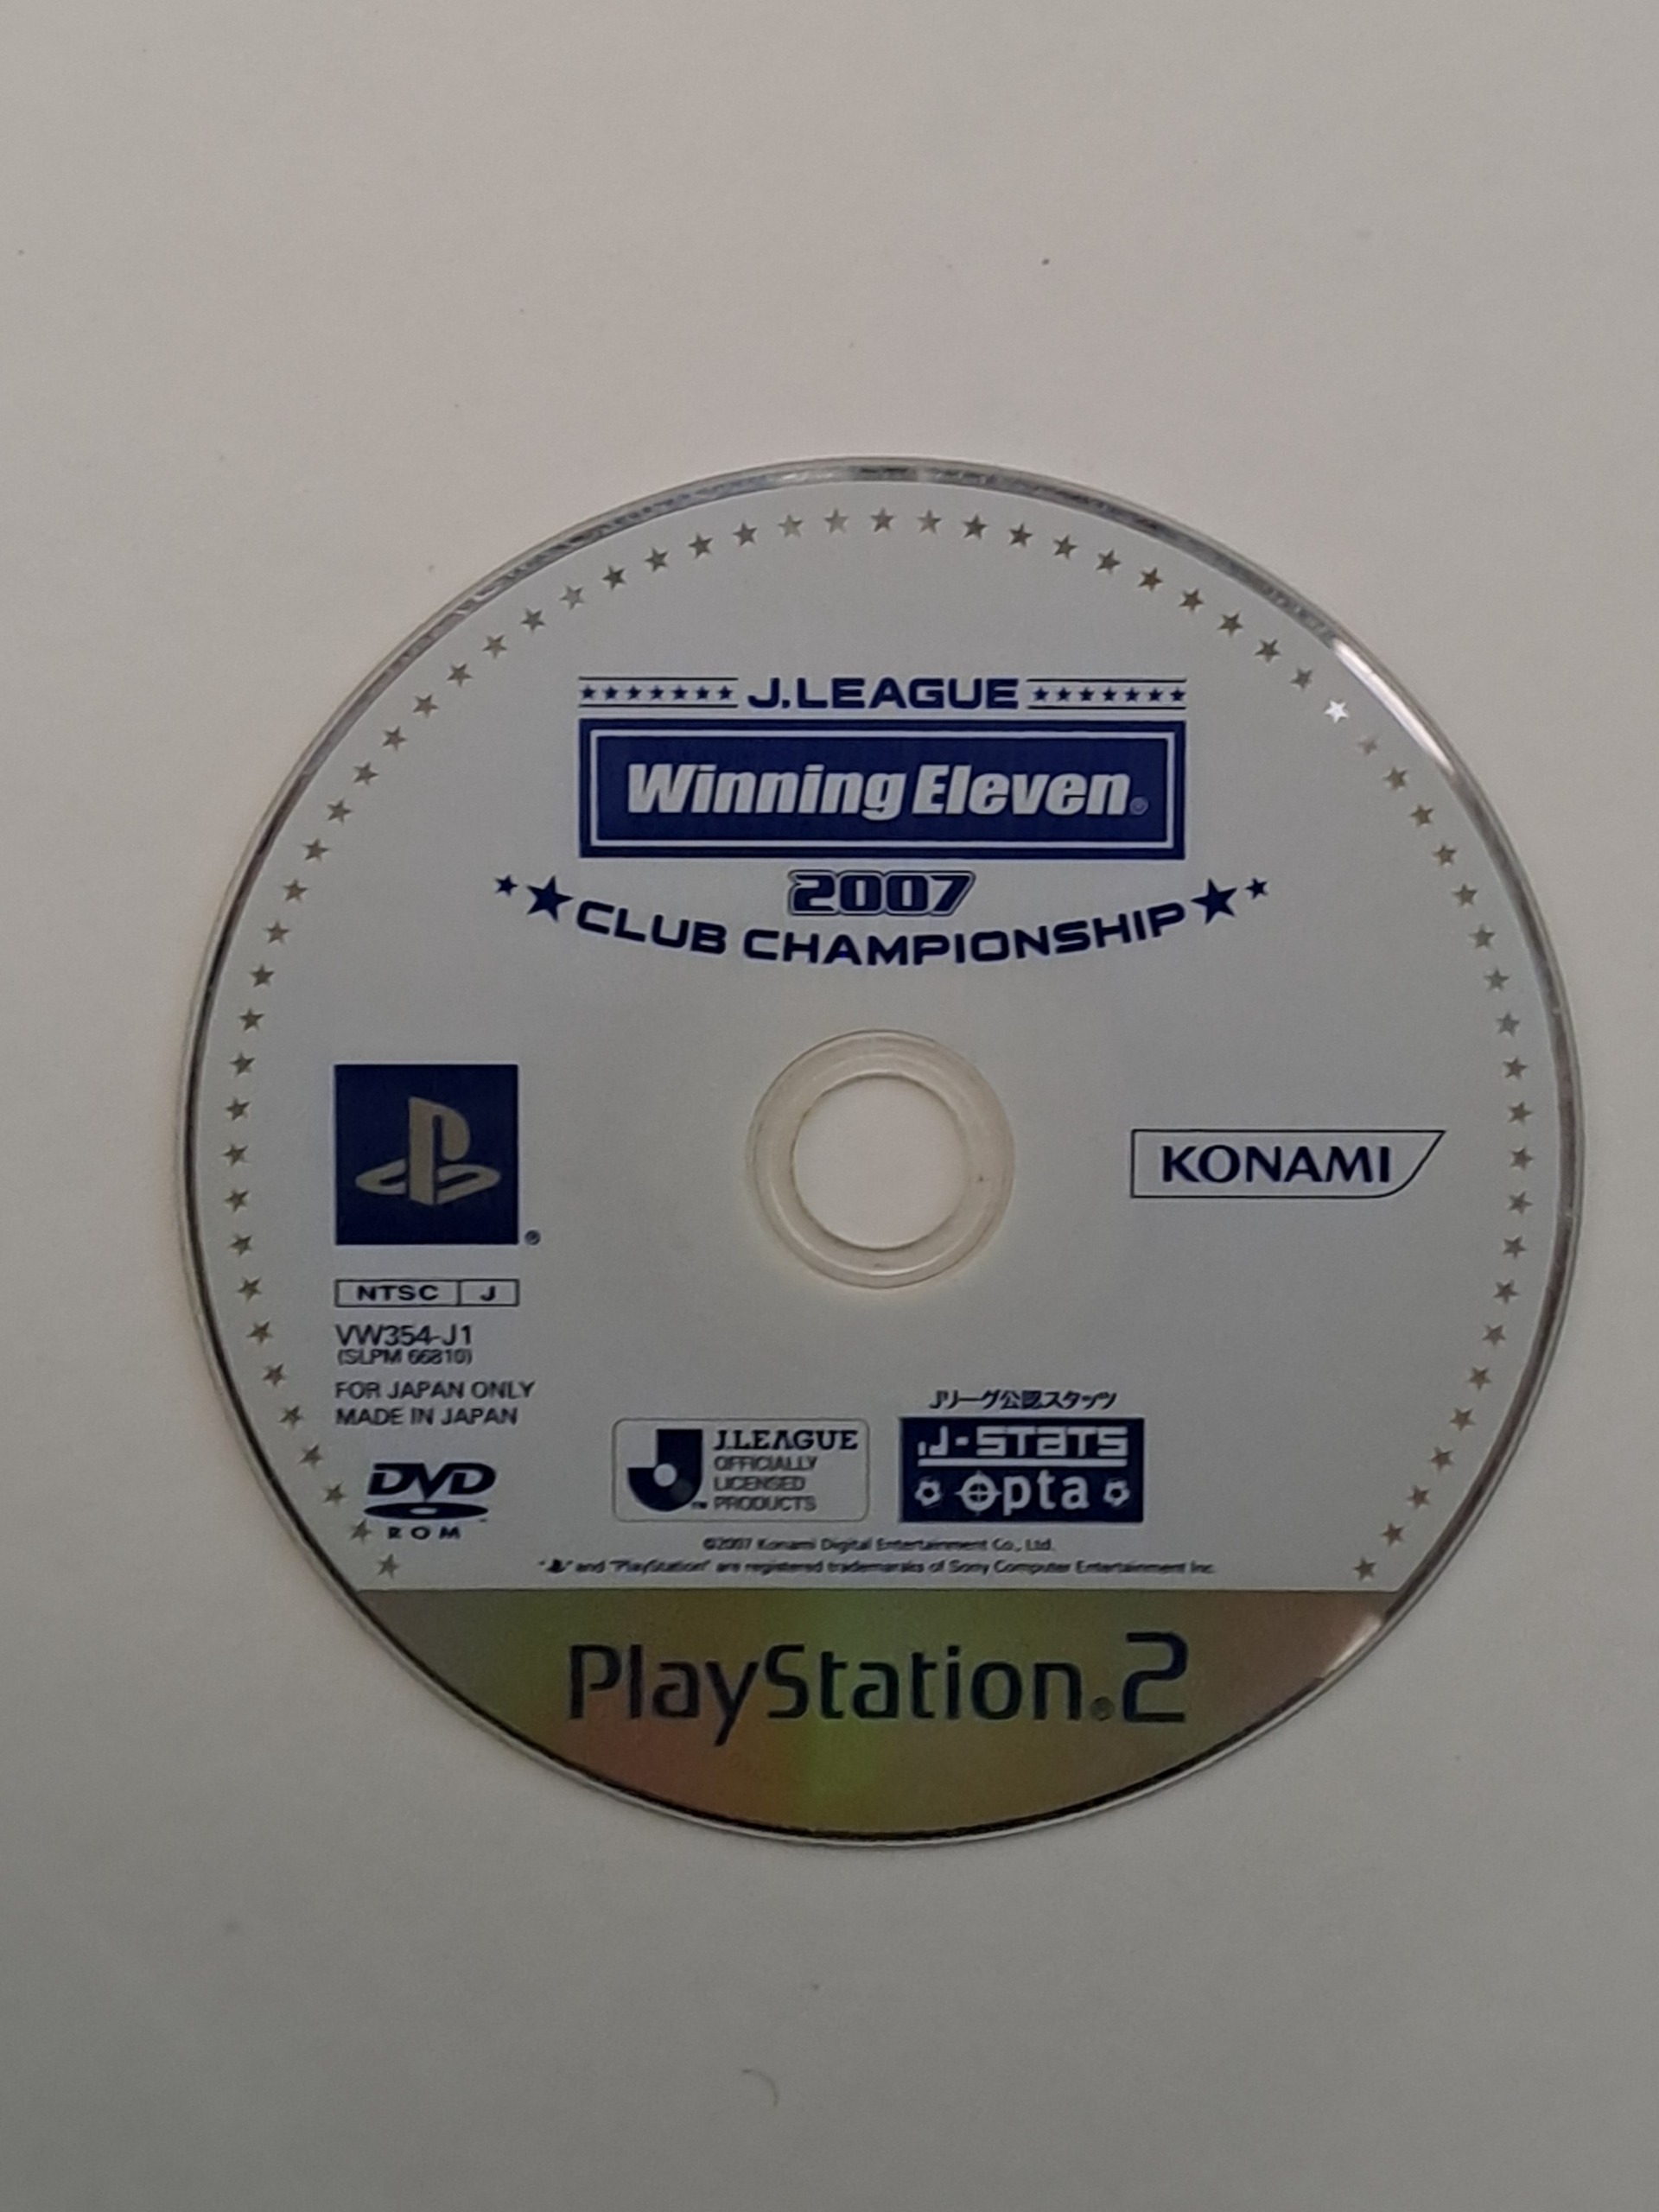 J.LEAGUE
Winning Eleven®
2007
CLUB CHAMPIONSHIP
®
KONAMI
NTSC J
VW354-J1
(SLPM 66810)
FOR JAPAN ONLY
MADE IN JAPAN
DVD
ROM
J.LEAGUE
OFFICIALLY
LICENSED
PRODUCTS
TM
Jリーグ公認スタッツ
J-STATS
Opta
©2007 Konami Digital Entertainment Co., Ltd.
" " and "PlayStation" are registered trademarks of Sony Computer Entertainment Inc.
PlayStation®2